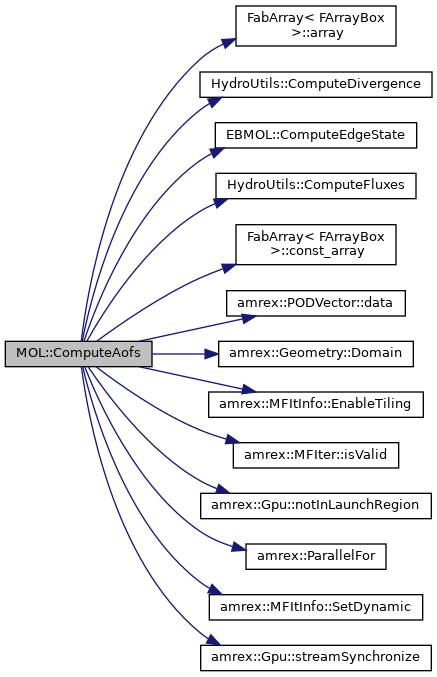 FabArray< FArrayBox
>::array
HydroUtils::ComputeDivergence
EBMOL::ComputeEdgeState
HydroUtils::ComputeFluxes
FabArray< FArrayBox
>::const_array
amrex::PODVector::data
MOL::ComputeAofs
amrex::Geometry::Domain
amrex::MFItInfo::EnableTiling
amrex::MFIter::isValid
amrex::Gpu::notInLaunchRegion
amrex::ParallelFor
amrex::MFItInfo::SetDynamic
amrex::Gpu::streamSynchronize